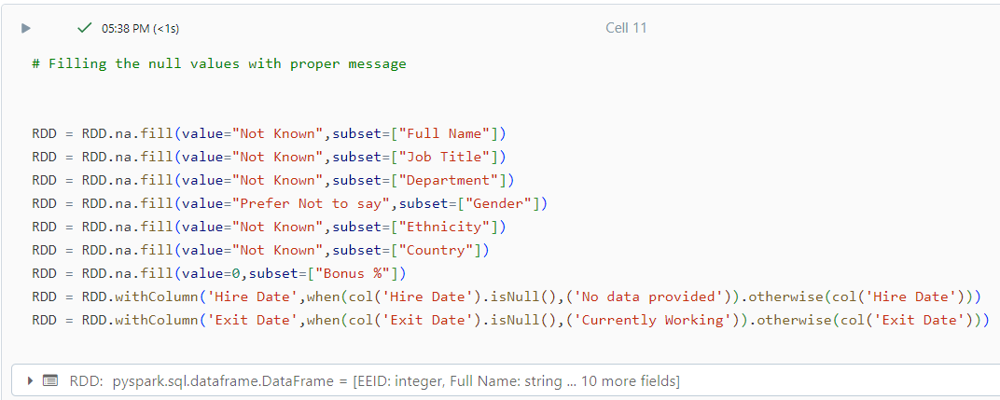 05:38 PM (<1s)
Cell 11
# Filling the null values with proper message
RDD = RDD.na.fill(value="Not Known",subset=["Full Name"])
RDD = RDD.na.fill(value="Not Known",subset=["Job Title"])
RDD = RDD.na.fill(value="Not Known",subset=["Department"])
RDD = RDD.na.fill(value="Prefer Not to say",subset=["Gender"])
RDD = RDD.na.fill(value="Not Known",subset=["Ethnicity"])
RDD = RDD.na.fill(value="Not Known",subset=["Country"])
RDD = RDD.na.fill(value=0,subset=["Bonus %"])
RDD = RDD.withColumn('Hire Date',when(col('Hire Date').isNull(),('No data provided')).otherwise(col('Hire Date')))
RDD = RDD.withColumn('Exit Date',when(col('Exit Date').isNull(),('Currently Working')).otherwise(col('Exit Date')))
RDD: pyspark.sql.dataframe.DataFrame = [EEID: integer, Full Name: string ... 10 more fields]